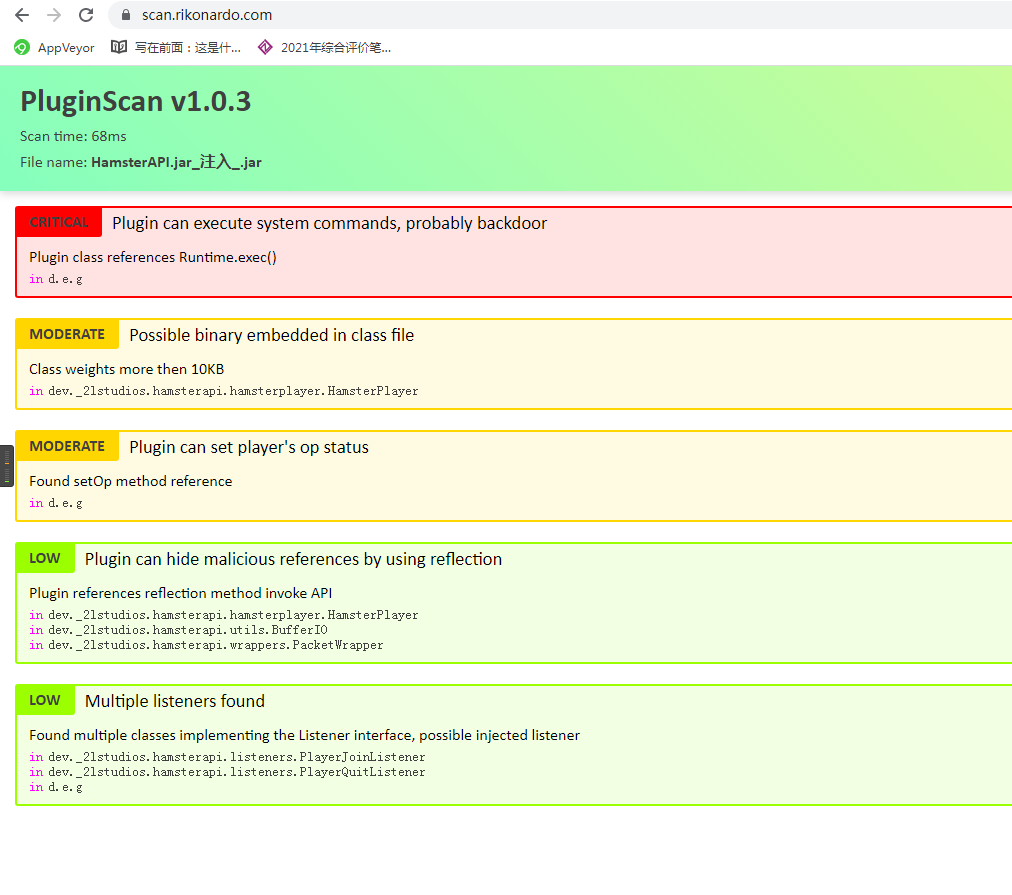 scan.rikonardo.com
AppVeyor 写在前面：这是什... 2021年综合评价笔...
PluginScan v1.0.3
Scan time: 68ms
File name: HamsterAPI.jar_注入_.jar
CRITICAL Plugin can execute system commands, probably backdoor
Plugin class references Runtime.exec()
in d.e.g
MODERATE Possible binary embedded in class file
Class weights more then 10KB
in dev._2lstudios.hamsterapi.hamsterplayer.HamsterPlayer
MODERATE Plugin can set player's op status
Found setOp method reference
in d.e.g
LOW Plugin can hide malicious references by using reflection
Plugin references reflection method invoke API
in dev._2lstudios.hamsterapi.hamsterplayer.HamsterPlayer
in dev._2lstudios.hamsterapi.utils.BufferIO
in dev._2lstudios.hamsterapi.wrappers.PacketWrapper
LOW Multiple listeners found
Found multiple classes implementing the Listener interface, possible injected listener
in dev._2lstudios.hamsterapi.listeners.PlayerJoinListener
in dev._2lstudios.hamsterapi.listeners.PlayerQuitListener
in d.e.g